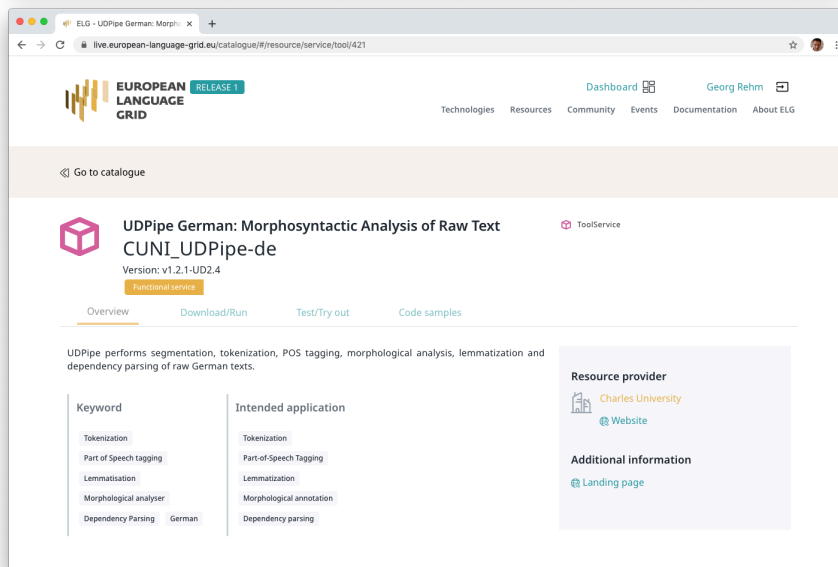 ELG - UDPipe German: Morpho
live.european-language-grid.eu/catalogue/#/resource/service/tool/421
EUROPEAN
LANGUAGE
GRID
RELEASE 1
Dashboard
Georg Rehm
Technologies Resources Community Events Documentation About ELG
Go to catalogue
UDPipe German: Morphosyntactic Analysis of Raw Text
ToolService
CUNI_UDPipe-de
Version: v1.2.1-UD2.4
Functional service
Overview Download/Run Test/Try out Code samples
UDPipe performs segmentation, tokenization, POS tagging, morphological analysis, lemmatization and
dependency parsing of raw German texts.
Keyword
Tokenization
Part of Speech tagging
Lemmatisation
Morphological analyser
Dependency Parsing German
Intended application
Tokenization
Part-of-Speech Tagging
Lemmatization
Morphological annotation
Dependency parsing
Resource provider
Charles University
Website
Additional information
Landing page